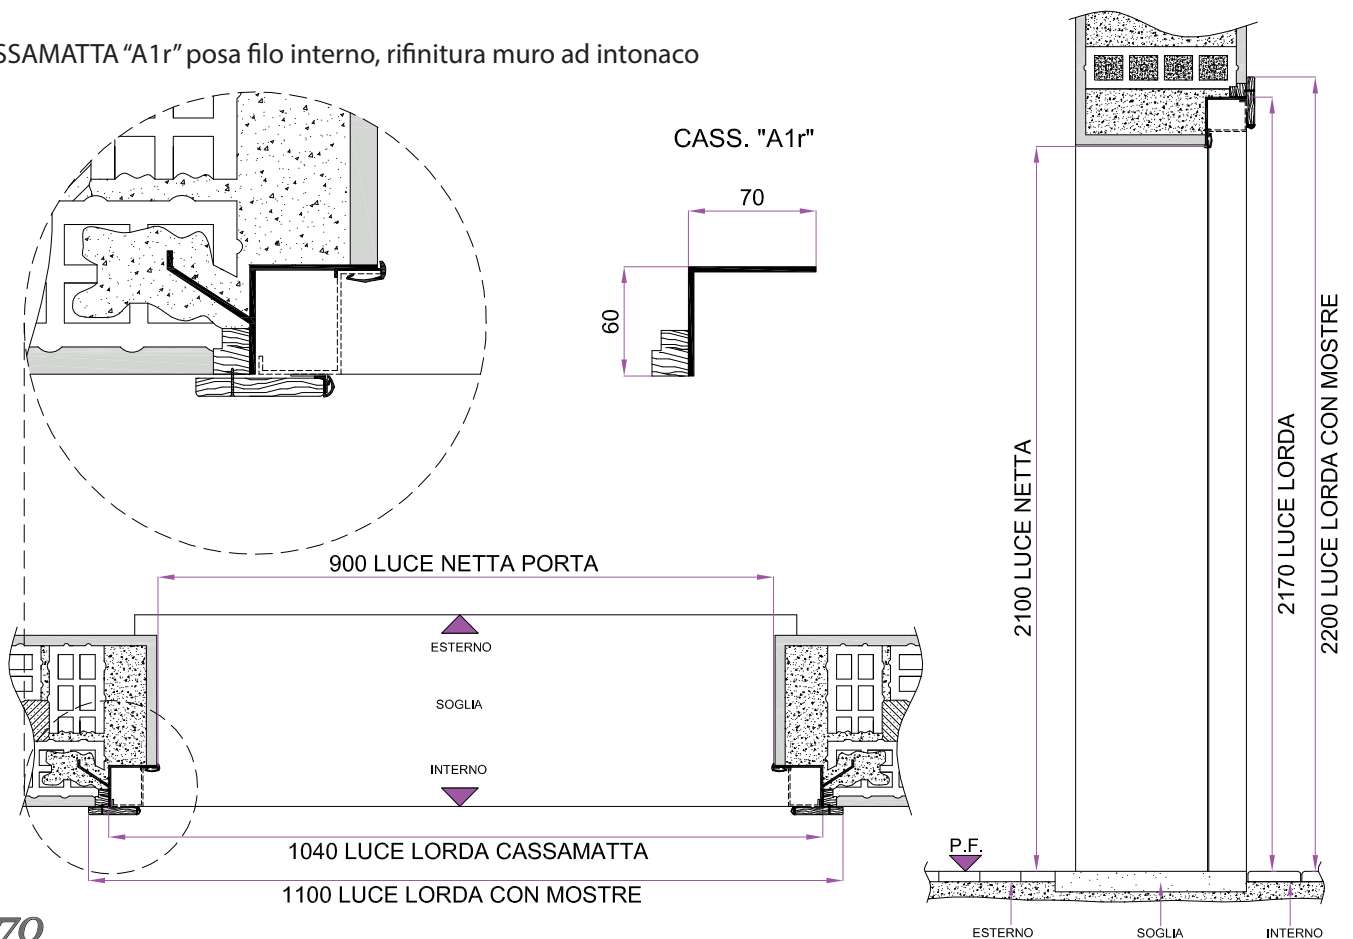 SSAMATTA “A1r” posa filo interno, rifinitura muro ad intonaco
CASS. "A1r"
70
60
2100 LUCE NETTA
2170 LUCE LORDA
2200 LUCE LORDA CON MOSTRE
900 LUCE NETTA PORTA
ESTERNO
SOGLIA
INTERNO
1040 LUCE LORDA CASSAMATTA
1100 LUCE LORDA CON MOSTRE
P.F.
ESTERNO
SOGLIA
INTERNO
70